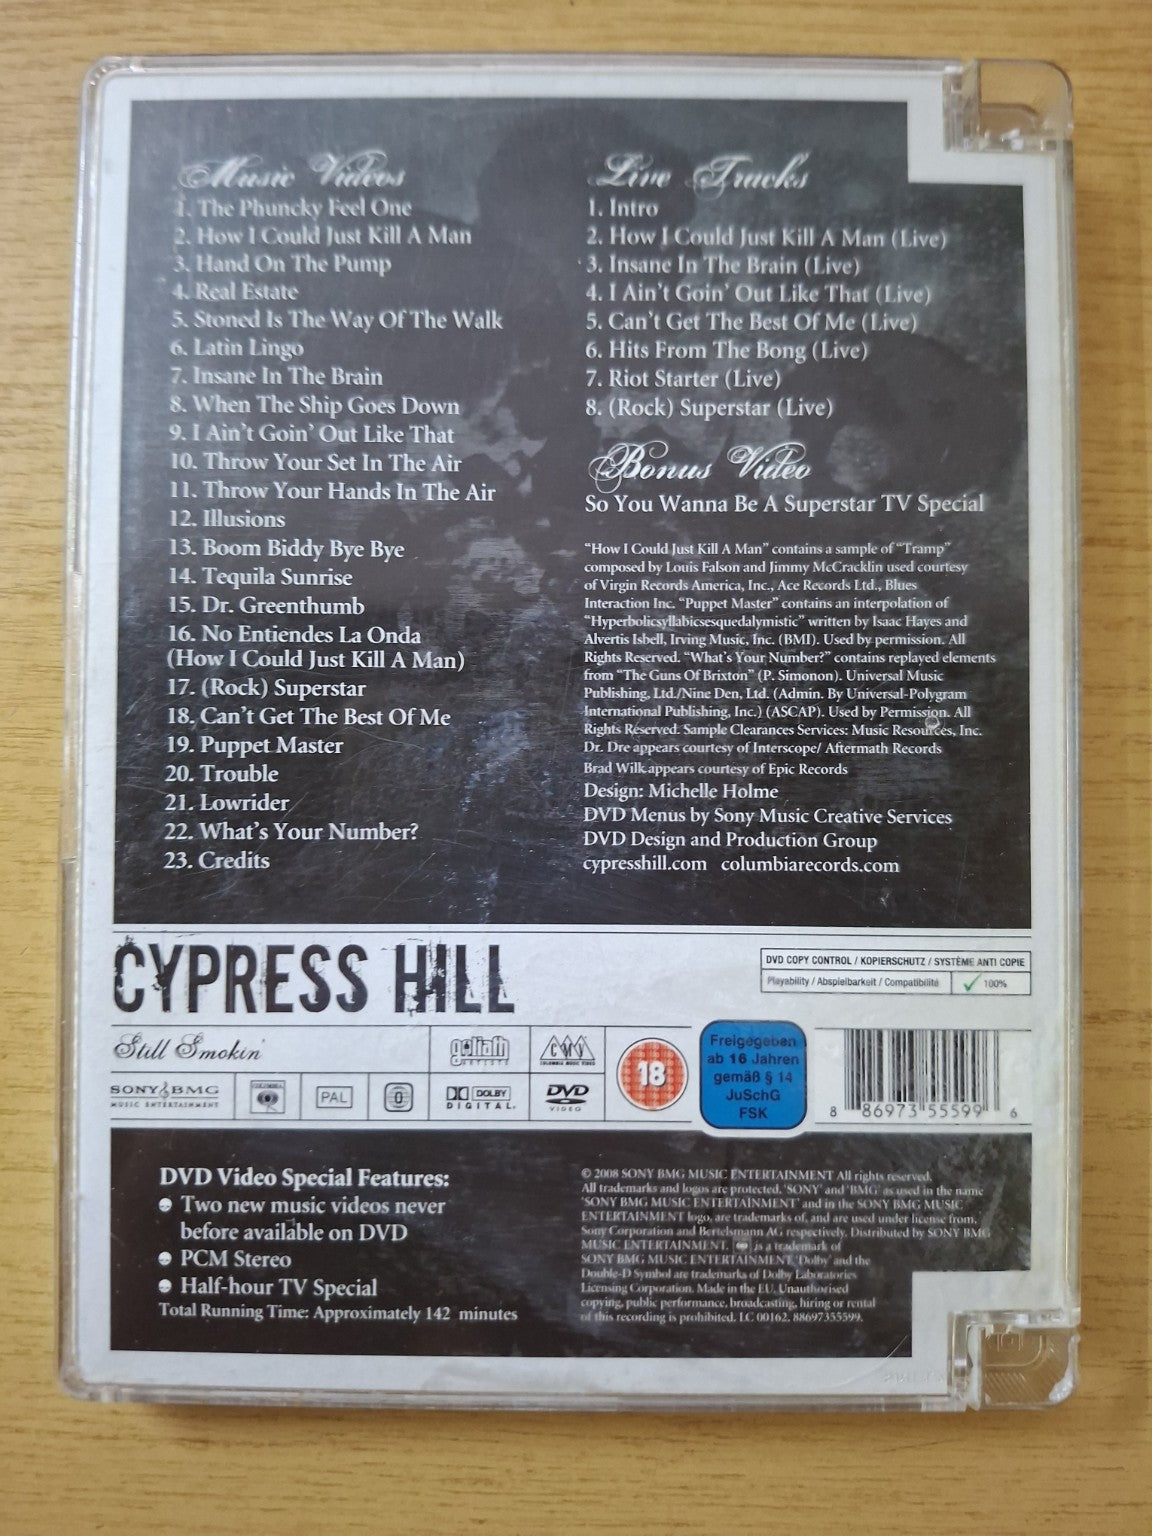 Music Videos
1. The Phuncky Feel One
2. How I Could Just Kill A Man
3. Hand On The Pump
4. Real Estate
5. Stoned Is The Way Of The Walk
6. Latin Lingo
7. Insane In The Brain
8. When The Ship Goes Down
9. I Ain't Goin' Out Like That
10. Throw Your Set In The Air
11. Throw Your Hands In The Air
12. Illusions
13. Boom Biddy Bye Bye
14. Tequila Sunrise
15. Dr. Greenthumb
16. No Entiendes La Onda
(How I Could Just Kill A Man)
17. (Rock) Superstar
18. Can't Get The Best Of Me
19. Puppet Master
20. Trouble
21. Lowrider
22. What's Your Number?
23. Credits
Live Tracks
1. Intro
2. How I Could Just Kill A Man (Live)
3. Insane In The Brain (Live)
4. I Ain't Goin' Out Like That (Live)
5. Can't Get The Best Of Me (Live)
6. Hits From The Bong (Live)
7. Riot Starter (Live)
8. (Rock) Superstar (Live)
Bonus Video
So You Wanna Be A Superstar TV Special
"How I Could Just Kill A Man" contains a sample of "Tramp"
composed by Louis Falson and Jimmy McCracklin used courtesy
of Virgin Records America, Inc., Ace Records Ltd., Blues
Interaction Inc. "Puppet Master" contains an interpolation of
"Hyperbolicsyllabicsesquedalymistic" written by Isaac Hayes and
Alvertis Isbell, Irving Music, Inc. (BMI). Used by permission. All
Rights Reserved. "What's Your Number?" contains replayed elements
from "The Guns Of Brixton" (P. Simonon). Universal Music
Publishing, Ltd./Nine Den, Ltd. (Admin. By Universal-Polygram
International Publishing, Inc.) (ASCAP). Used by Permission. All
Rights Reserved. Sample Clearances Services: Music Resources, Inc.
Dr. Dre appears courtesy of Interscope/ Aftermath Records
Brad Wilk appears courtesy of Epic Records
Design: Michelle Holme
DVD Menus by Sony Music Creative Services
DVD Design and Production Group
cypresshill.com columbiarecords.com
CYPRESS HILL
DVD COPY CONTROL / KOPIERSCHUTZ / SYSTÈME ANTI COPIE
Playability / Abspielbarkeit / Compatibilité 100%
Still Smokin'
goliath
ARTISTS
CMV
COLUMBIA MUSIC VIDEO
SONY BMG
MUSIC ENTERTAINMENT
COLUMBIA
PAL
0
DOLBY
DIGITAL
DVD
VIDEO
18
Freigegeben
ab 16 Jahren
gemäß § 14
JuSchG
FSK
8 86973 55599 6
DVD Video Special Features:
Two new music videos never
before available on DVD
PCM Stereo
Half-hour TV Special
Total Running Time: Approximately 142 minutes
© 2008 SONY BMG MUSIC ENTERTAINMENT All rights reserved.
All trademarks and logos are protected. 'SONY' and 'BMG' as used in the name
'SONY BMG MUSIC ENTERTAINMENT' and in the SONY BMG MUSIC
ENTERTAINMENT logo, are trademarks of, and are used under license from,
Sony Corporation and Bertelsmann AG respectively. Distributed by SONY BMG
MUSIC ENTERTAINMENT. is a trademark of
SONY BMG MUSIC ENTERTAINMENT. 'Dolby' and the
Double-D Symbol are trademarks of Dolby Laboratories
Licensing Corporation. Made in the EU. Unauthorised
copying, public performance, broadcasting, hiring or rental
of this recording is prohibited. LC 00162. 88697355599.